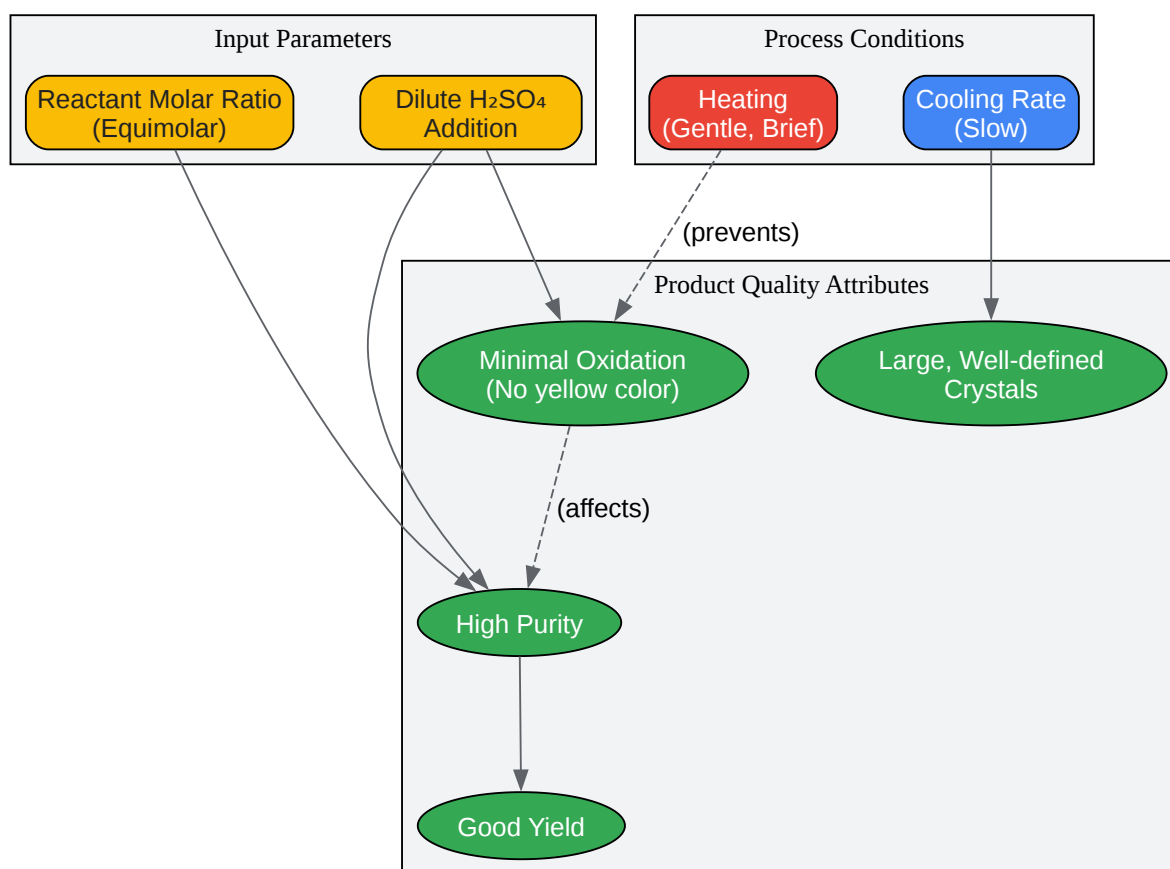 Input Parameters
Process Conditions
Reactant Molar Ratio
(Equimolar)
Dilute H₂SO₄
Addition
Heating
(Gentle, Brief)
Cooling Rate
(Slow)
(prevents)
Product Quality Attributes
Minimal Oxidation
(No yellow color)
Large, Well-defined
Crystals
(affects)
High Purity
Good Yield